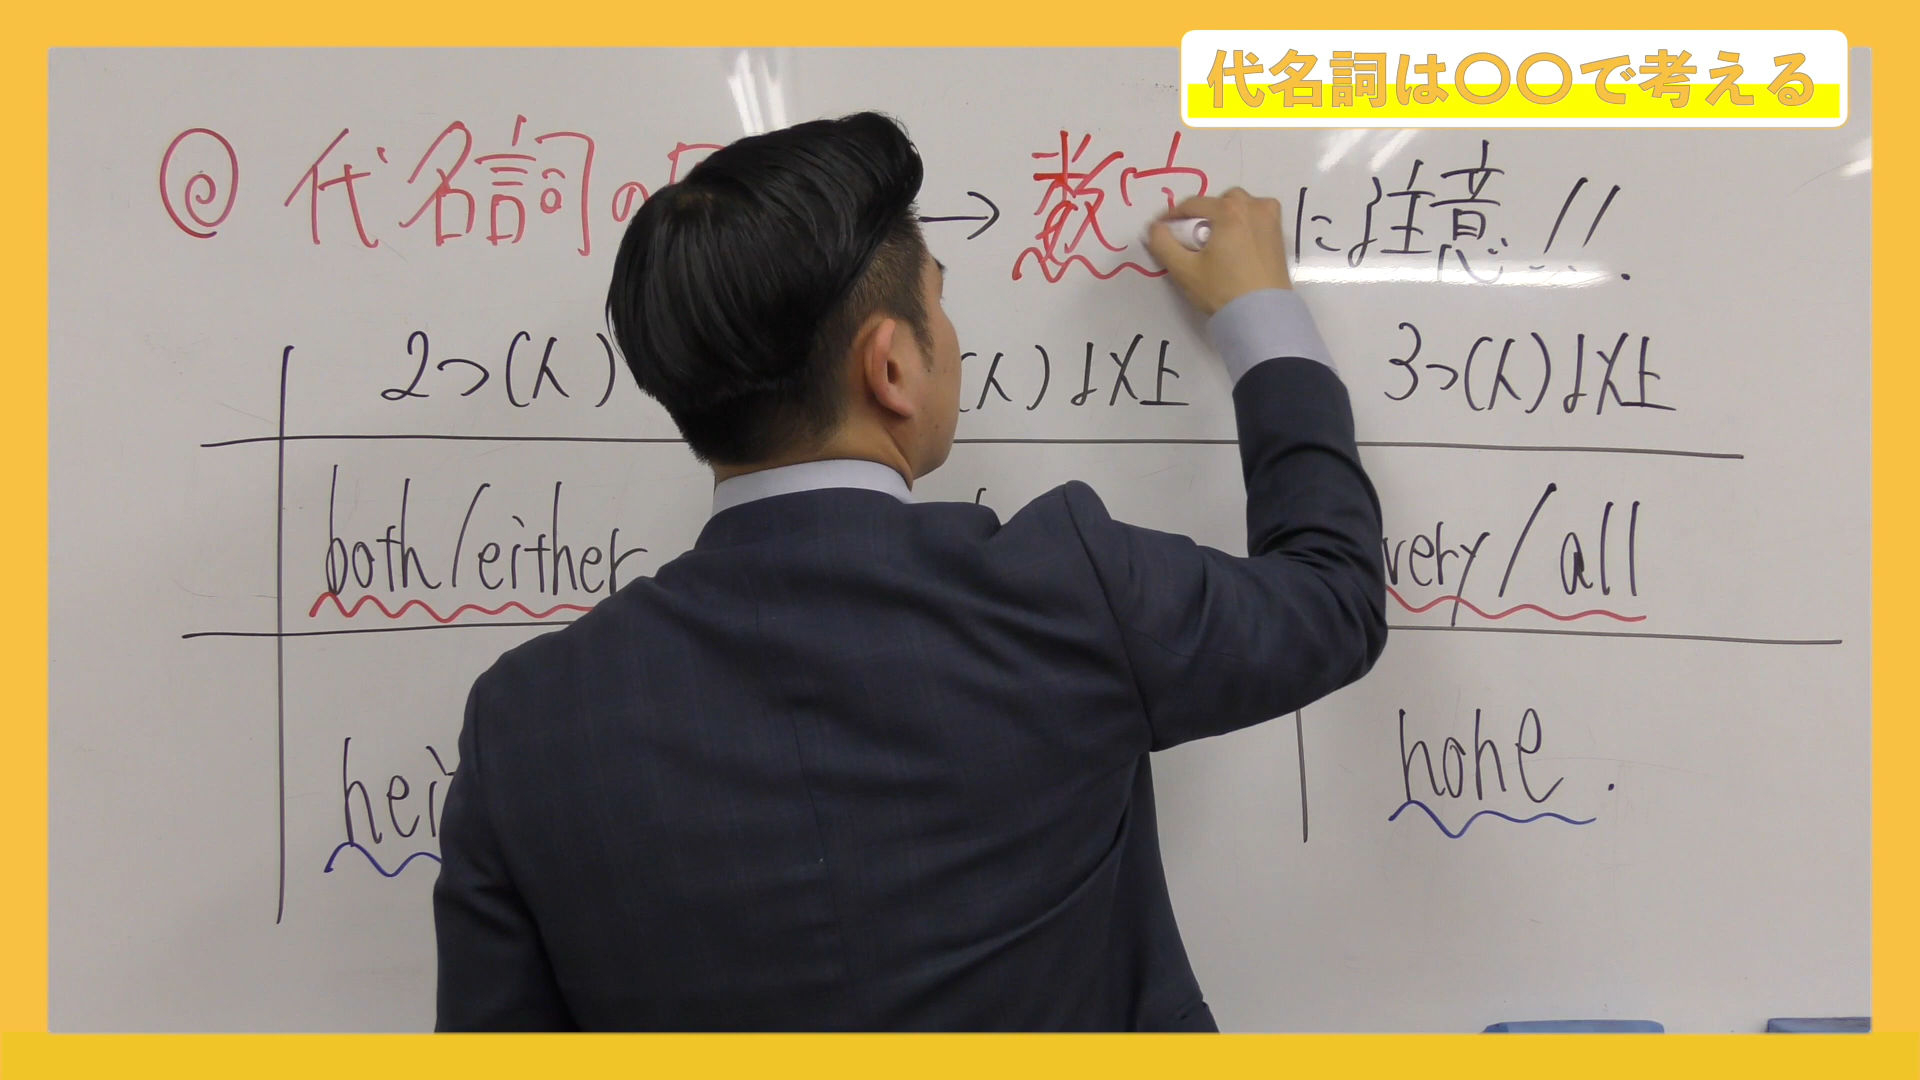 代名詞は〇〇で考える
代名詞の → 数字に注意!!
2つ(人) (人)以上 3つ(人)以上
both/either very/all
nei none.